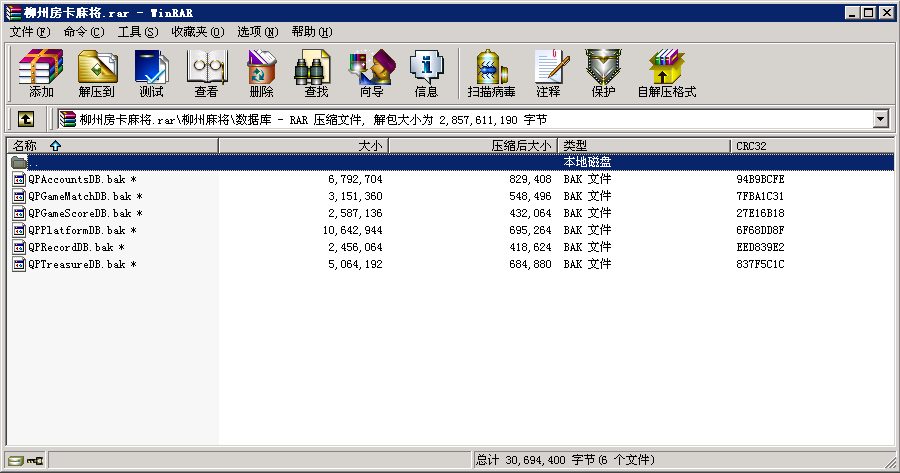 柳州房卡麻将.rar - WinRAR
文件(F) 命令(C) 工具(S) 收藏夹(O) 选项(N) 帮助(H)
添加 解压到 测试 查看 删除 查找 向导 信息 扫描病毒 注释 保护 自解压格式
柳州房卡麻将.rar\柳州麻将\数据库 - RAR 压缩文件, 解包大小为 2,857,611,190 字节
名称 大小 压缩后大小 类型 CRC32
.. 本地磁盘
QPAccountsDB.bak * 6,792,704 829,408 BAK 文件 94B9BCFE
QPGameMatchDB.bak * 3,151,360 548,496 BAK 文件 7FBA1C31
QPGameScoreDB.bak * 2,587,136 432,064 BAK 文件 27E16B18
QPPlatformDB.bak * 10,642,944 695,264 BAK 文件 6F68DD8F
QPRecordDB.bak * 2,456,064 418,624 BAK 文件 EED839E2
QPTreasureDB.bak * 5,064,192 684,880 BAK 文件 837F5C1C
总计 30,694,400 字节(6 个文件)